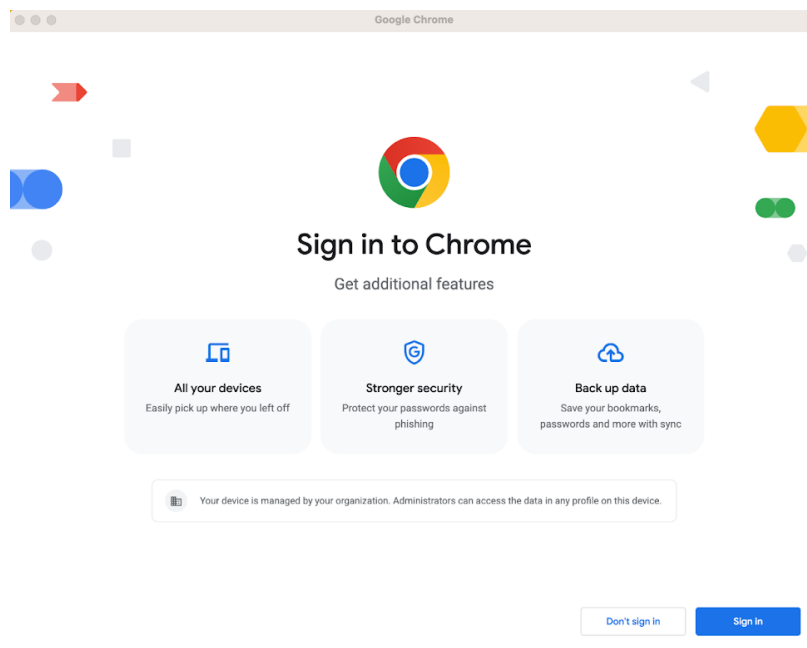 Google Chrome
Sign in to Chrome
Get additional features
All your devices
Easily pick up where you left off
Stronger security
Protect your passwords against
phishing
Back up data
Save your bookmarks,
passwords and more with sync
Your device is managed by your organization. Administrators can access the data in any profile on this device.
Don't sign in
Sign in